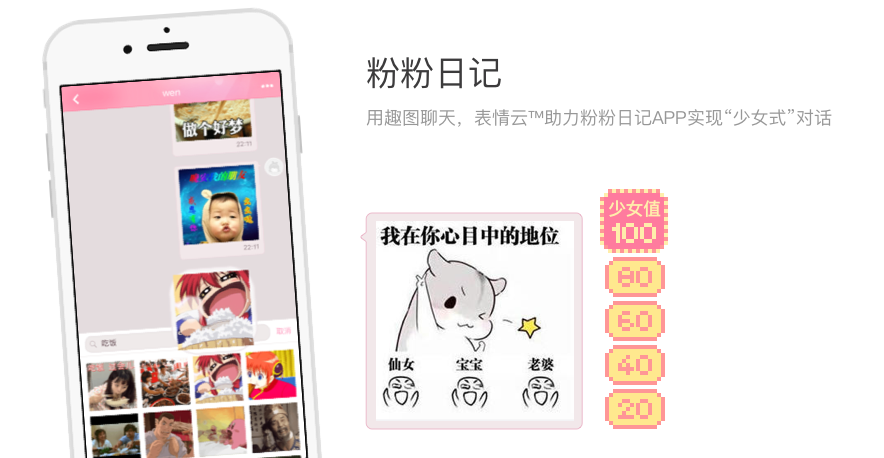 粉粉日记
用趣图聊天，表情云™助力粉粉日记APP实现“少女式”对话
wen
做个好梦
22:11
22:11
吃饭
取消
我在你心目中的地位
仙女 宝宝 老婆
少女值
100
80
60
40
20